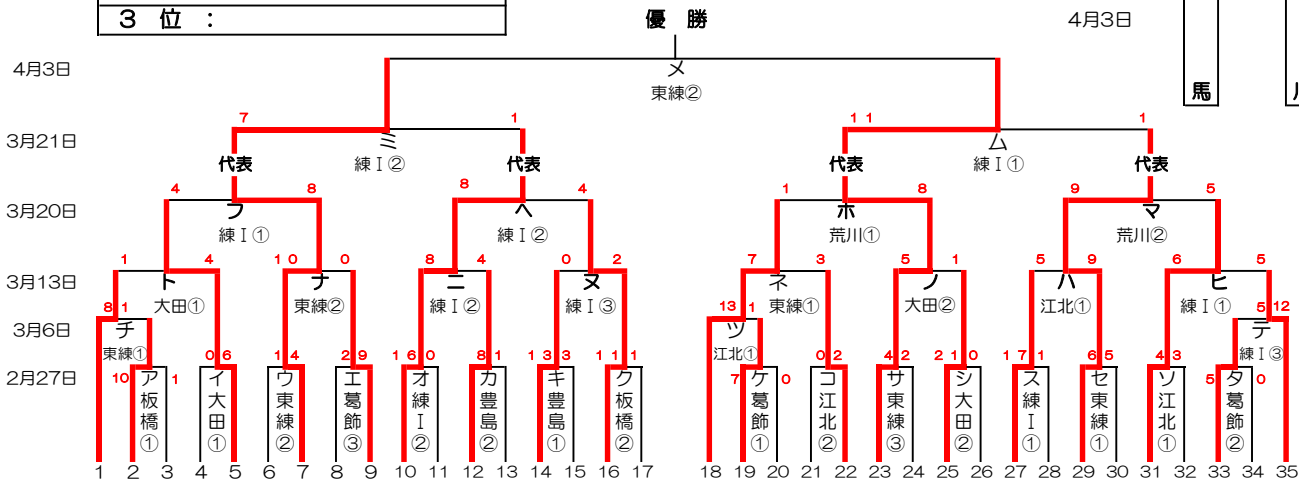 3 位 ：
優 勝
4月3日
馬
4月3日
メ
東練②
7
1
1 1
1
3月21日
ミ
練Ⅰ②
ム
練Ⅰ①
代表
代表
代表
代表
4
8
8
4
1
8
9
5
3月20日
フ
ヘ
ホ
マ
練Ⅰ①
練Ⅰ②
荒川①
荒川②
1
4
1 0
0
8
4
0
2
7
3
5
1
5
9
6
5
3月13日
ト
ナ
ニ
ヌ
ネ
ノ
ハ
ヒ
大田①
東練②
練Ⅰ②
練Ⅰ③
東練①
大田②
江北①
練Ⅰ①
8
1
13
1
5
12
3月6日
チ
ツ
テ
東練①
江北①
練Ⅰ③
0
6
1
4
2
9
1 6
0
8
1
1 3
3
1 1
1
0
2
4
2
2 1
0
1 7
1
6
5
4
3
2月27日
10
1
7
0
5
0
ア板橋①
イ大田①
ウ東練②
エ葛飾③
オ練Ⅰ②
カ豊島②
キ豊島①
ク板橋②
ケ葛飾①
コ江北②
サ東練③
シ大田②
ス練Ⅰ①
セ東練①
ソ江北①
タ葛飾②
1 2 3 4 5 6 7 8 9 10 11 12 13 14 15 16 17 18 19 20 21 22 23 24 25 26 27 28 29 30 31 32 33 34 35